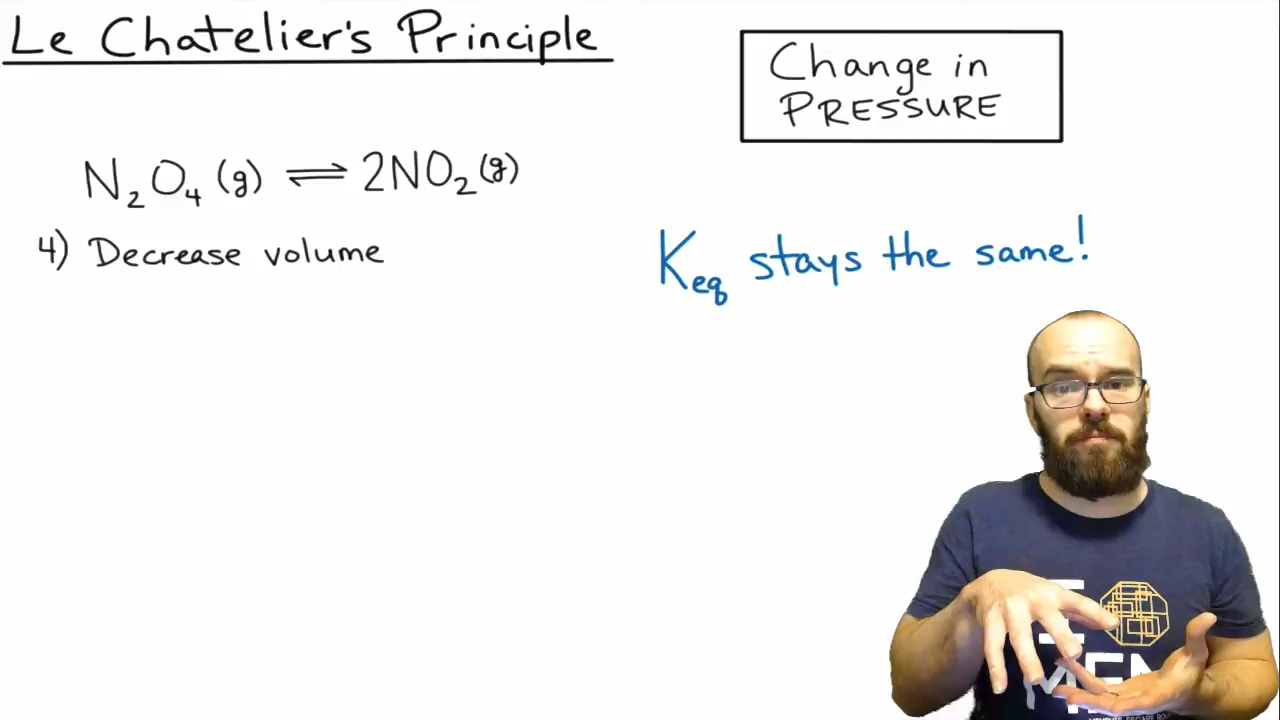 Le Chatelier's Principle
Change in
PRESSURE
N₂O₄ (g) ⇌ 2NO₂ (g)
4) Decrease volume
Keq stays the same!